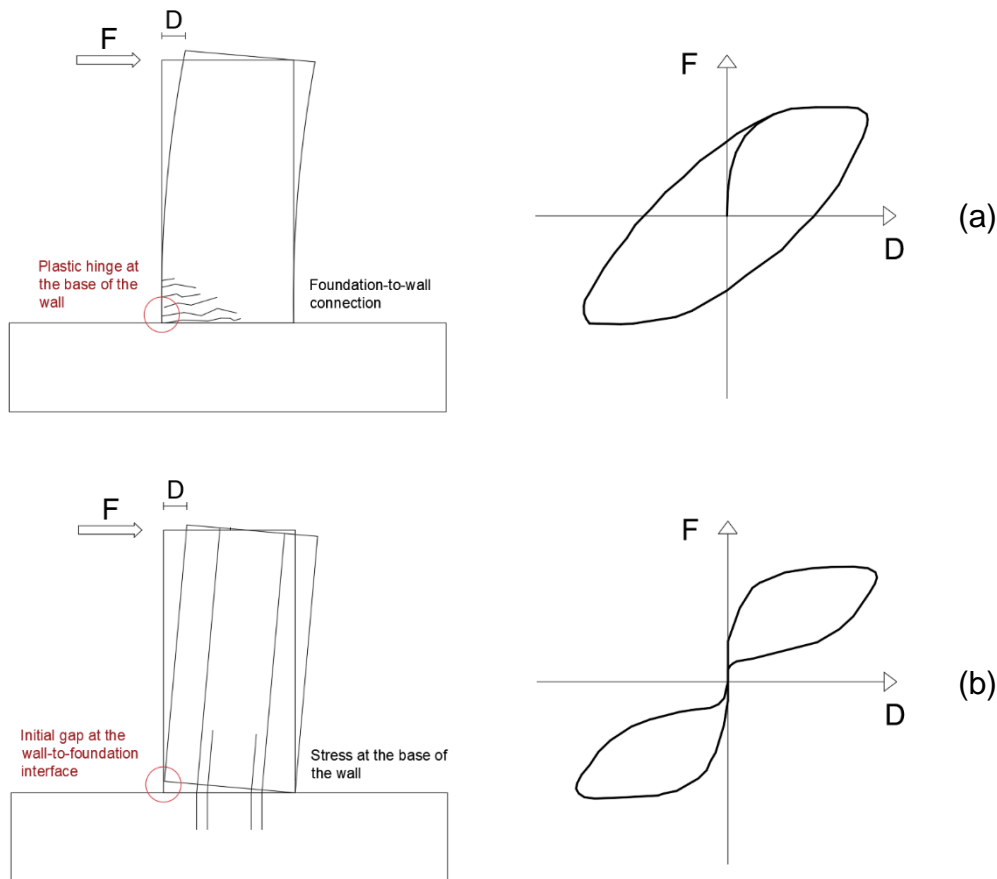 D
F
F
Plastic hinge at
the base of the
wall
Foundation-to-wall
connection
D
(a)
D
F
F
Initial gap at the
wall-to-foundation
interface
Stress at the base of
the wall
D
(b)